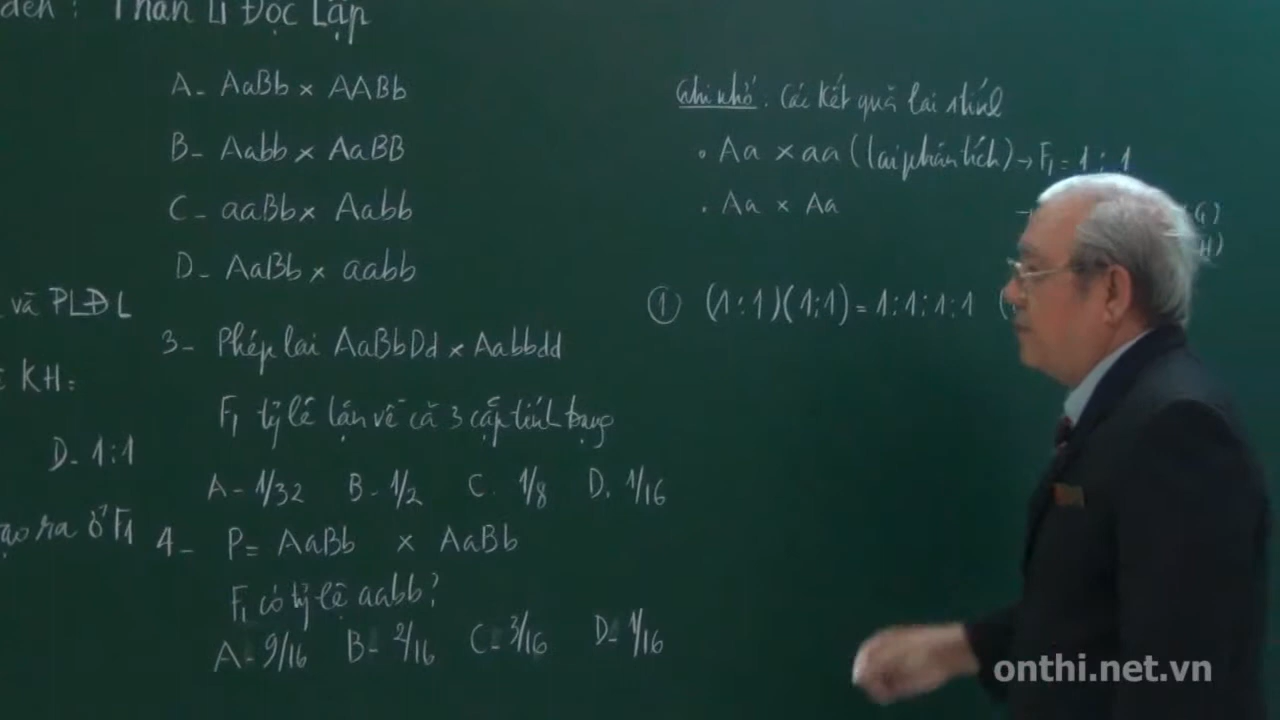 Phân Li Độc Lập
A- AaBb x AABb
B- Aabb x AaBB
C- aaBb x Aabb
D- AaBb x aabb
và PLĐL
KH:
D- 1:1
ạo ra ở F1
3- Phép lai AaBbDd x Aabbdd
F1 tỷ lệ lặn về cả 3 cặp tính trạng
A- 1/32 B- 1/2 C. 1/8 D. 1/16
4- P= AaBb x AaBb
F1 có tỷ lệ aabb?
A- 9/16 B- 2/16 C- 3/16 D- 1/16
Ghi nhớ: Các kết quả lai 1 tính
• Aa x aa (lai phân tích) → F1 = 1:1
• Aa x Aa
① (1:1)(1:1) = 1:1:1:1
onthi.net.vn